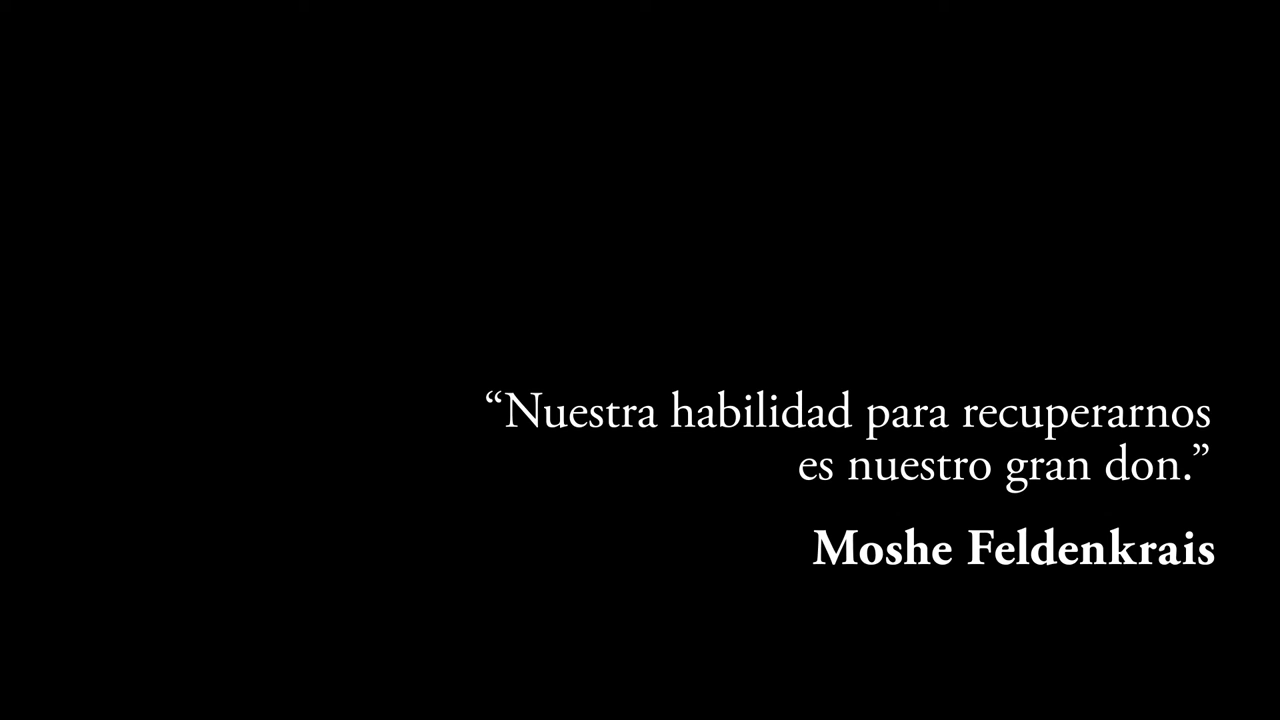 “Nuestra habilidad para recuperarnos
es nuestro gran don.”
Moshe Feldenkrais